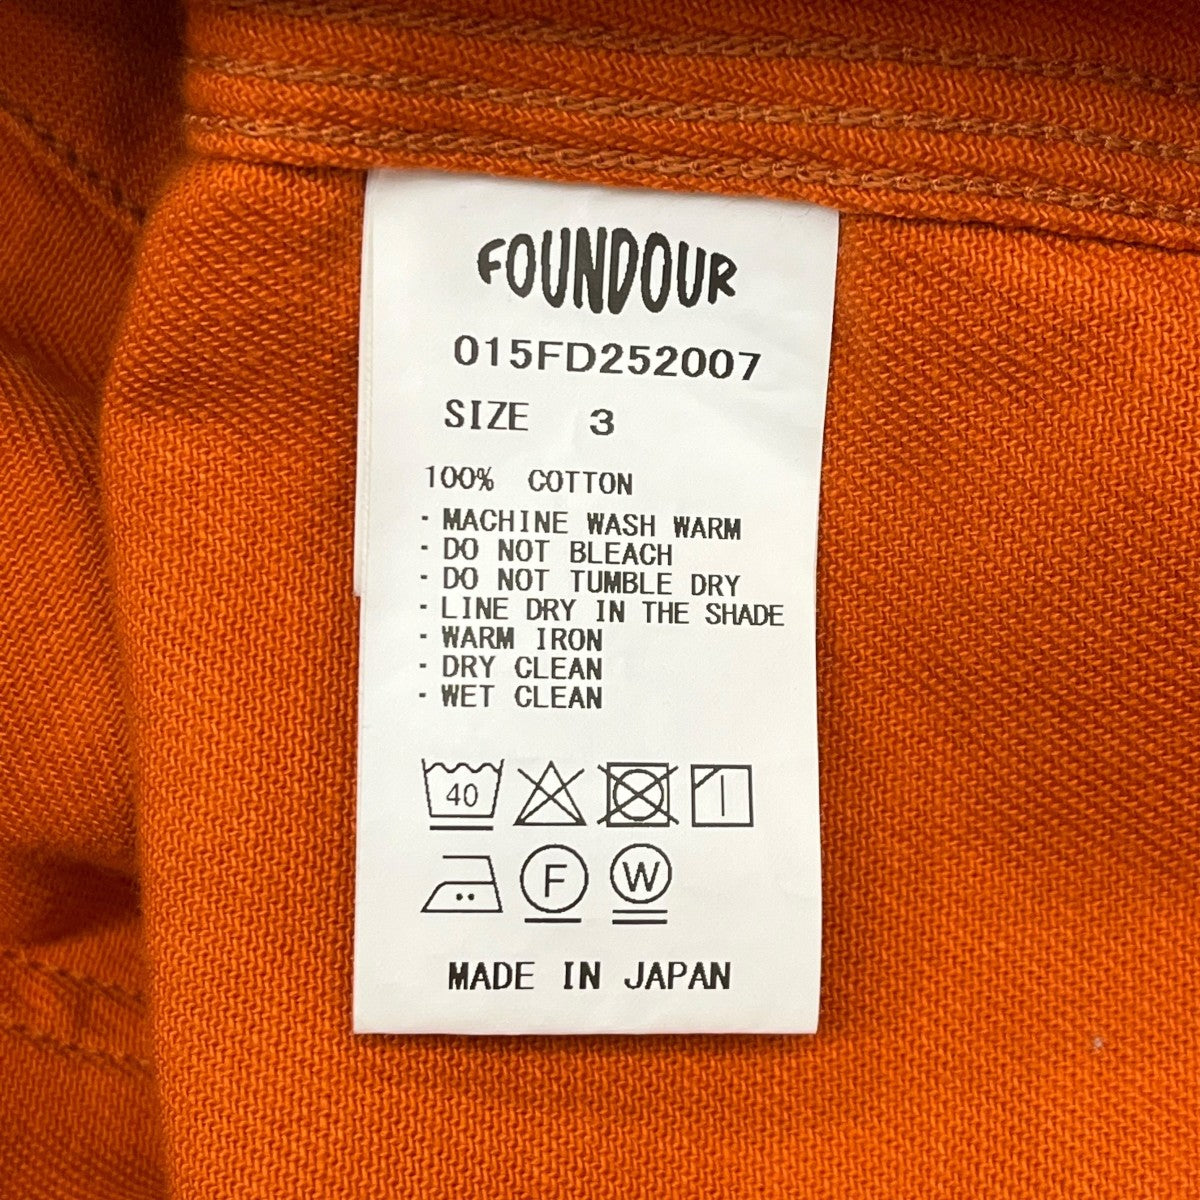 FOUNDOUR
015FD252007
SIZE 3
100% COTTON
· MACHINE WASH WARM
· DO NOT BLEACH
· DO NOT TUMBLE DRY
· LINE DRY IN THE SHADE
· WARM IRON
· DRY CLEAN
· WET CLEAN
40
F W
MADE IN JAPAN